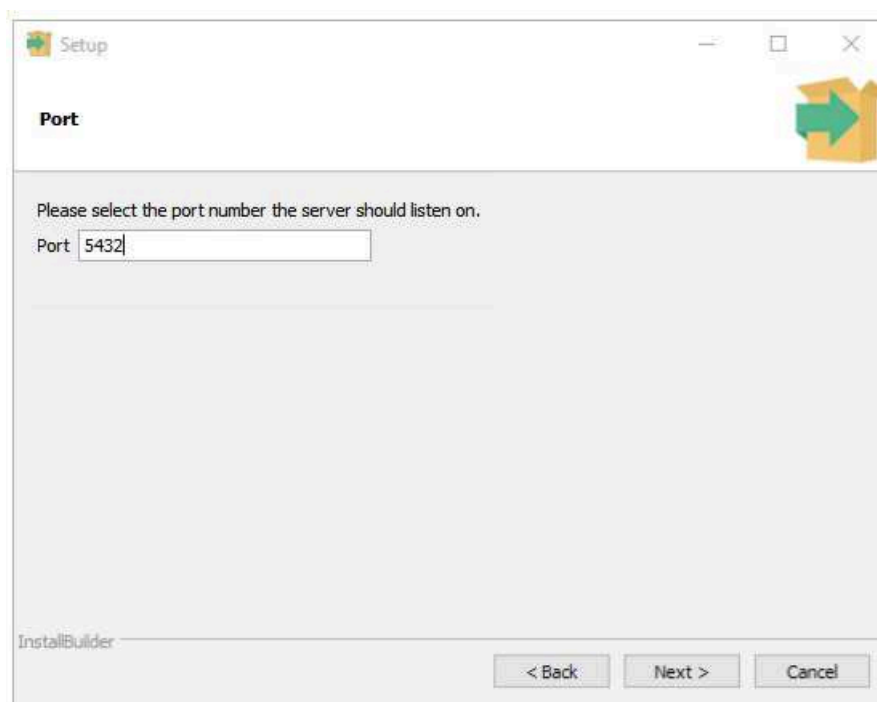 Setup
Port
Please select the port number the server should listen on.
Port 5432
InstallBuilder
< Back Next > Cancel